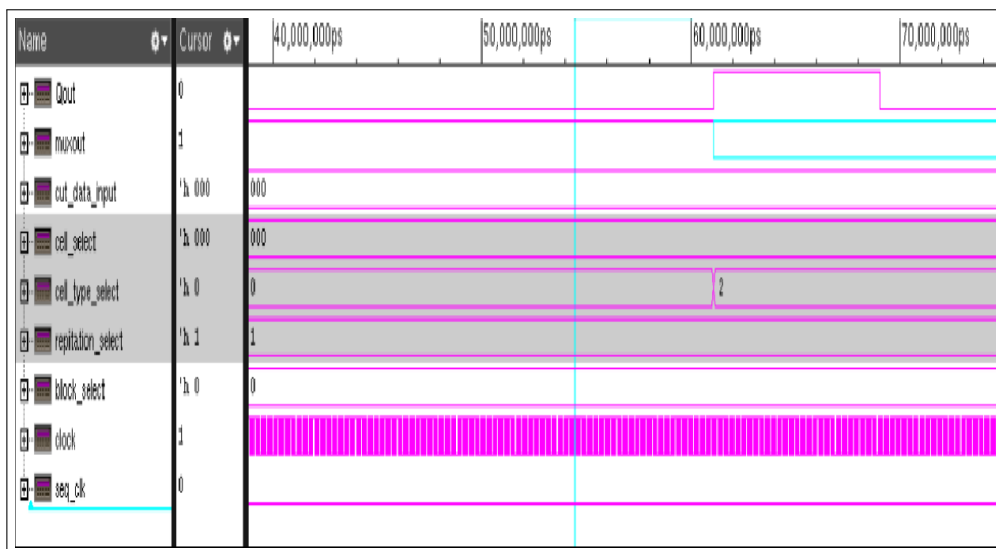 Name Cursor 40,000,000ps 50,000,000ps 60,000,000ps 70,000,000ps
Qout 0
muxout 1
cut_data_input 'h 000 000
cell_select 'h 000 000
cell_type_select 'h 0 0 2
repitation_select 'h 1 1
block_select 'h 0 0
clock 1
seq_clk 0